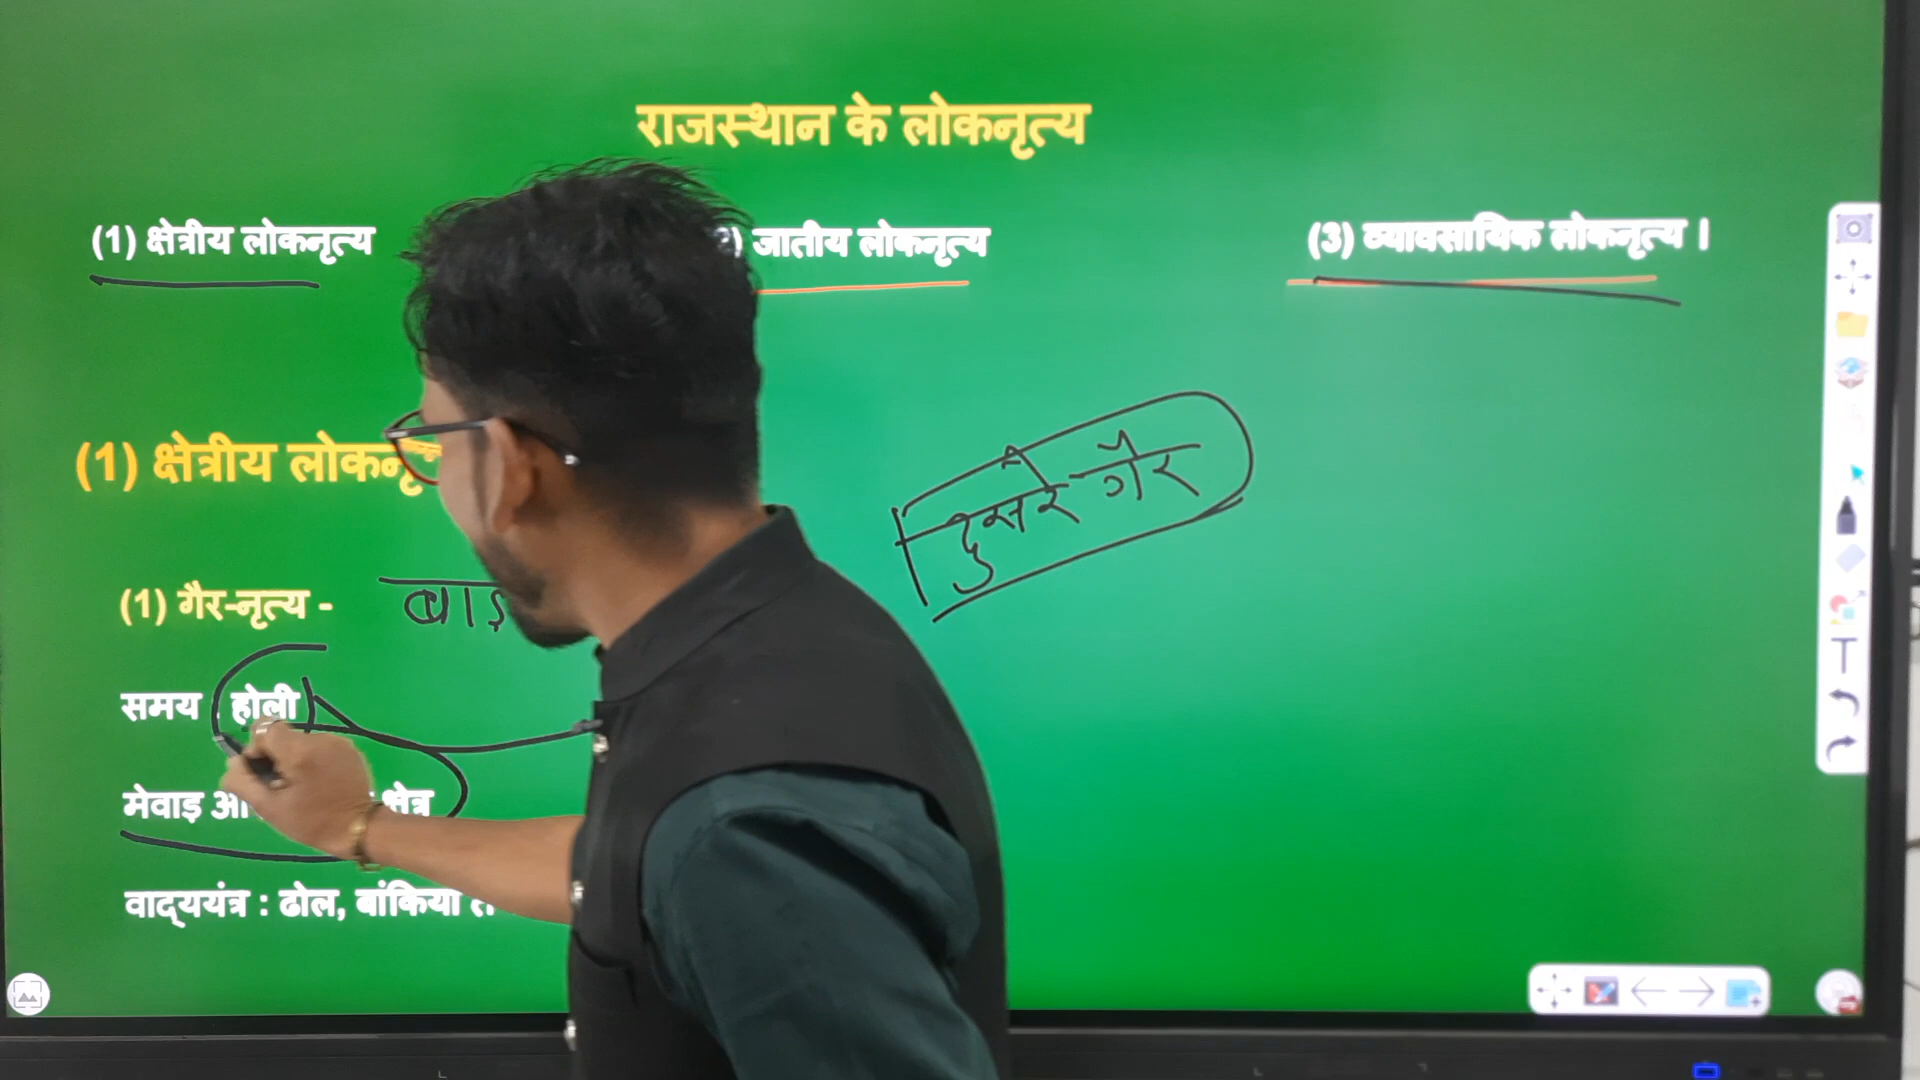 राजस्थान के लोकनृत्य
(1) क्षेत्रीय लोकनृत्य
) जातीय लोकनृत्य
(3) व्यावसायिक लोकनृत्य ।
(1) क्षेत्रीय
दुसरे गैर
(1) गैर-नृत्य -
समय : होली
मेवाड़
क्षेत्र
वाद्ययंत्र : ढोल, बांकिया